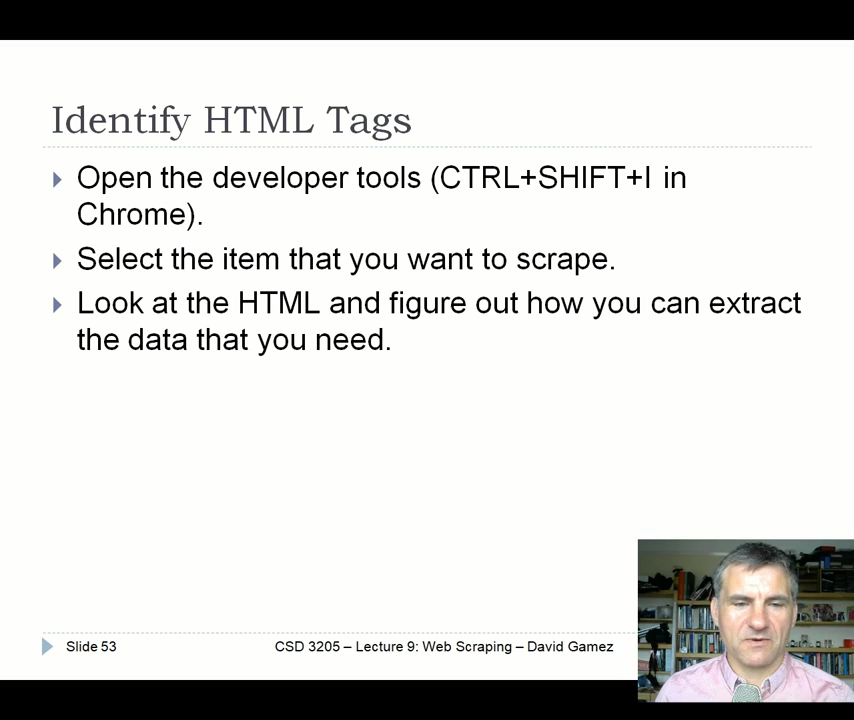 Identify HTML Tags
Open the developer tools (CTRL+SHIFT+I in
Chrome).
Select the item that you want to scrape.
Look at the HTML and figure out how you can extract
the data that you need.
Slide 53
CSD 3205 – Lecture 9: Web Scraping – David Gamez